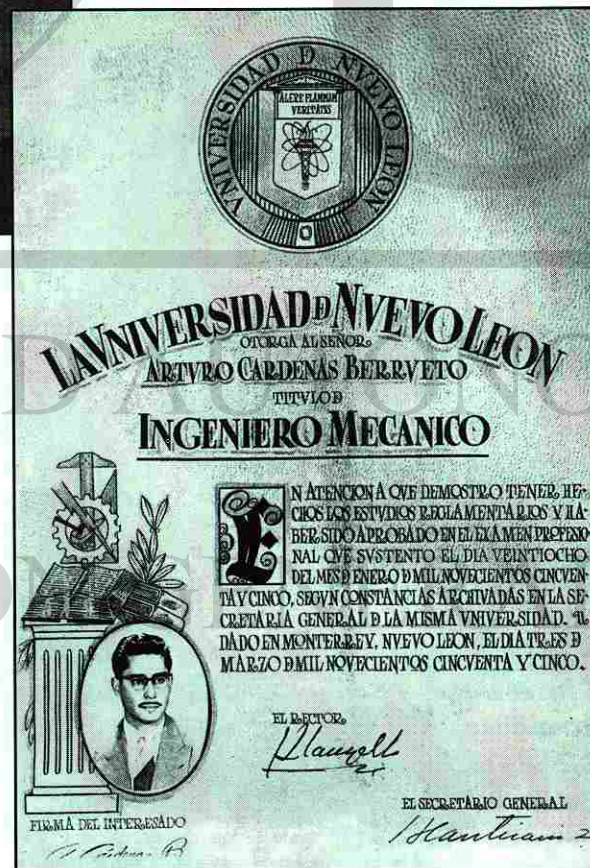 VNIVERSIDAD D NVEVO LEON
ALERE FLAMMAM
VERITATIS
LA VNIVERSIDAD D NVEVO LEON
OTORGA AL SEÑOR
ARTVRO CARDENAS BERRVETO
TITVLO D
INGENIERO MECANICO
EN ATENCION A QVE DEMOSTRO TENER HE-
CHOS LOS ESTVDIOS REGLAMENTARIOS Y HA-
BER SIDO APROBADO EN EL EXAMEN PROFESIO-
NAL QVE SVSTENTO EL DIA VEINTIOCHO
DEL MES D ENERO D MIL NOVECIENTOS CINCVEN-
TA Y CINCO, SEGVN CONSTANCIAS ARCHIVADAS EN LA SE-
CRETARIA GENERAL D LA MISMA VNIVERSIDAD.
DADO EN MONTERREY, NVEVO LEON, EL DIA TRES D
MARZO D MIL NOVECIENTOS CINCVENTA Y CINCO.
EL RECTOR
EL SECRETARIO GENERAL
FIRMA DEL INTERESADO